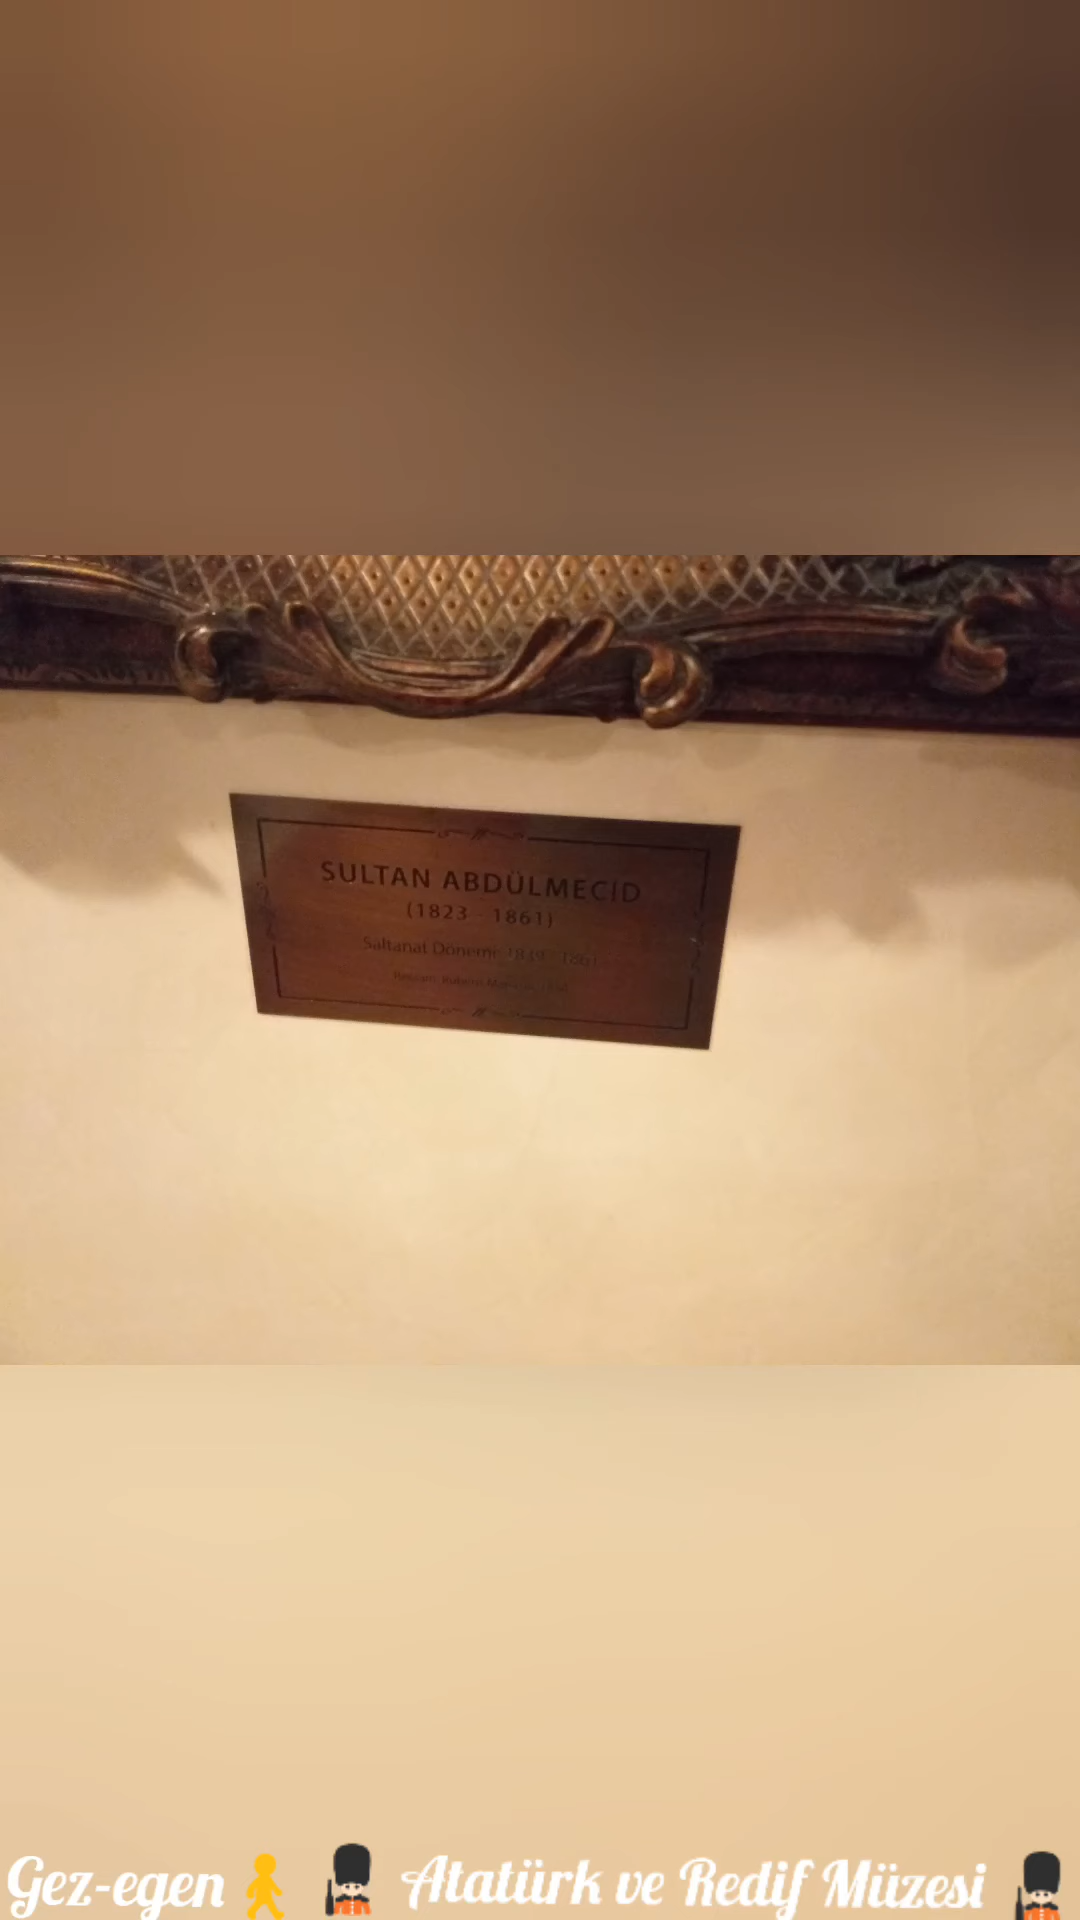 SULTAN ABDÜLMECİD
(1823 - 1861)
Saltanat Dönemi: 1839 - 1861
Gez-egen Atatürk ve Redif Müzesi